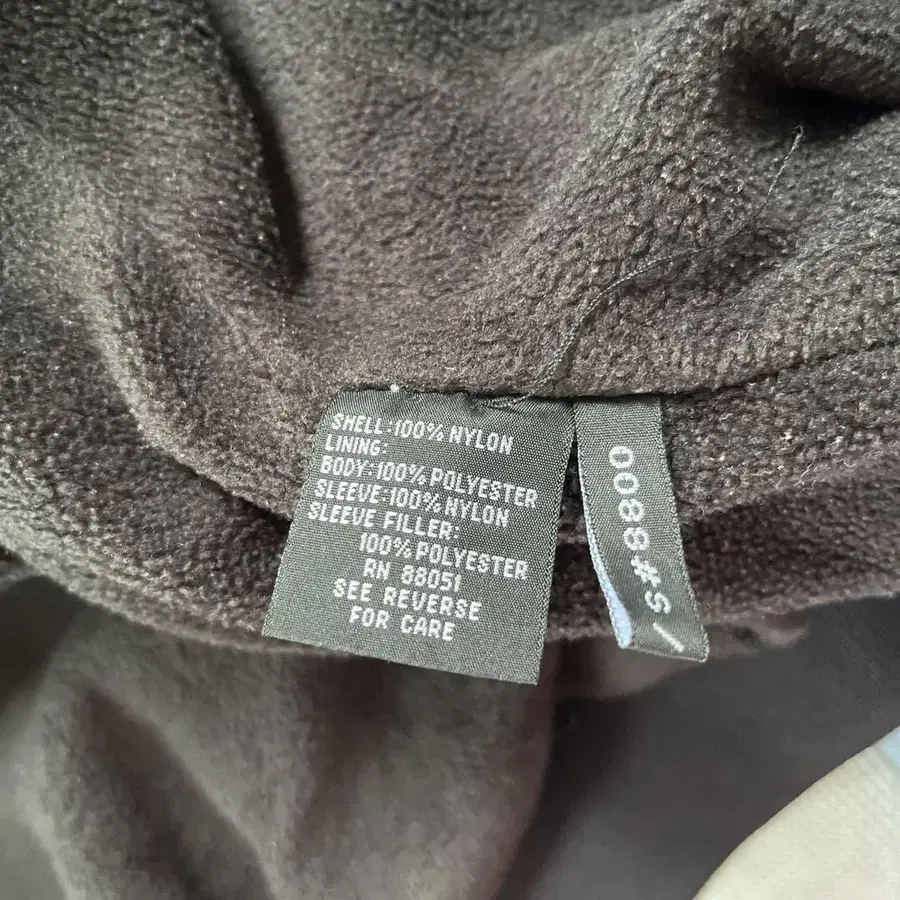 SHELL:100% NYLON
LINING:
BODY:100% POLYESTER
SLEEVE:100% NYLON
SLEEVE FILLER:
100% POLYESTER
RN 88051
SEE REVERSE
FOR CARE
/ S#8800